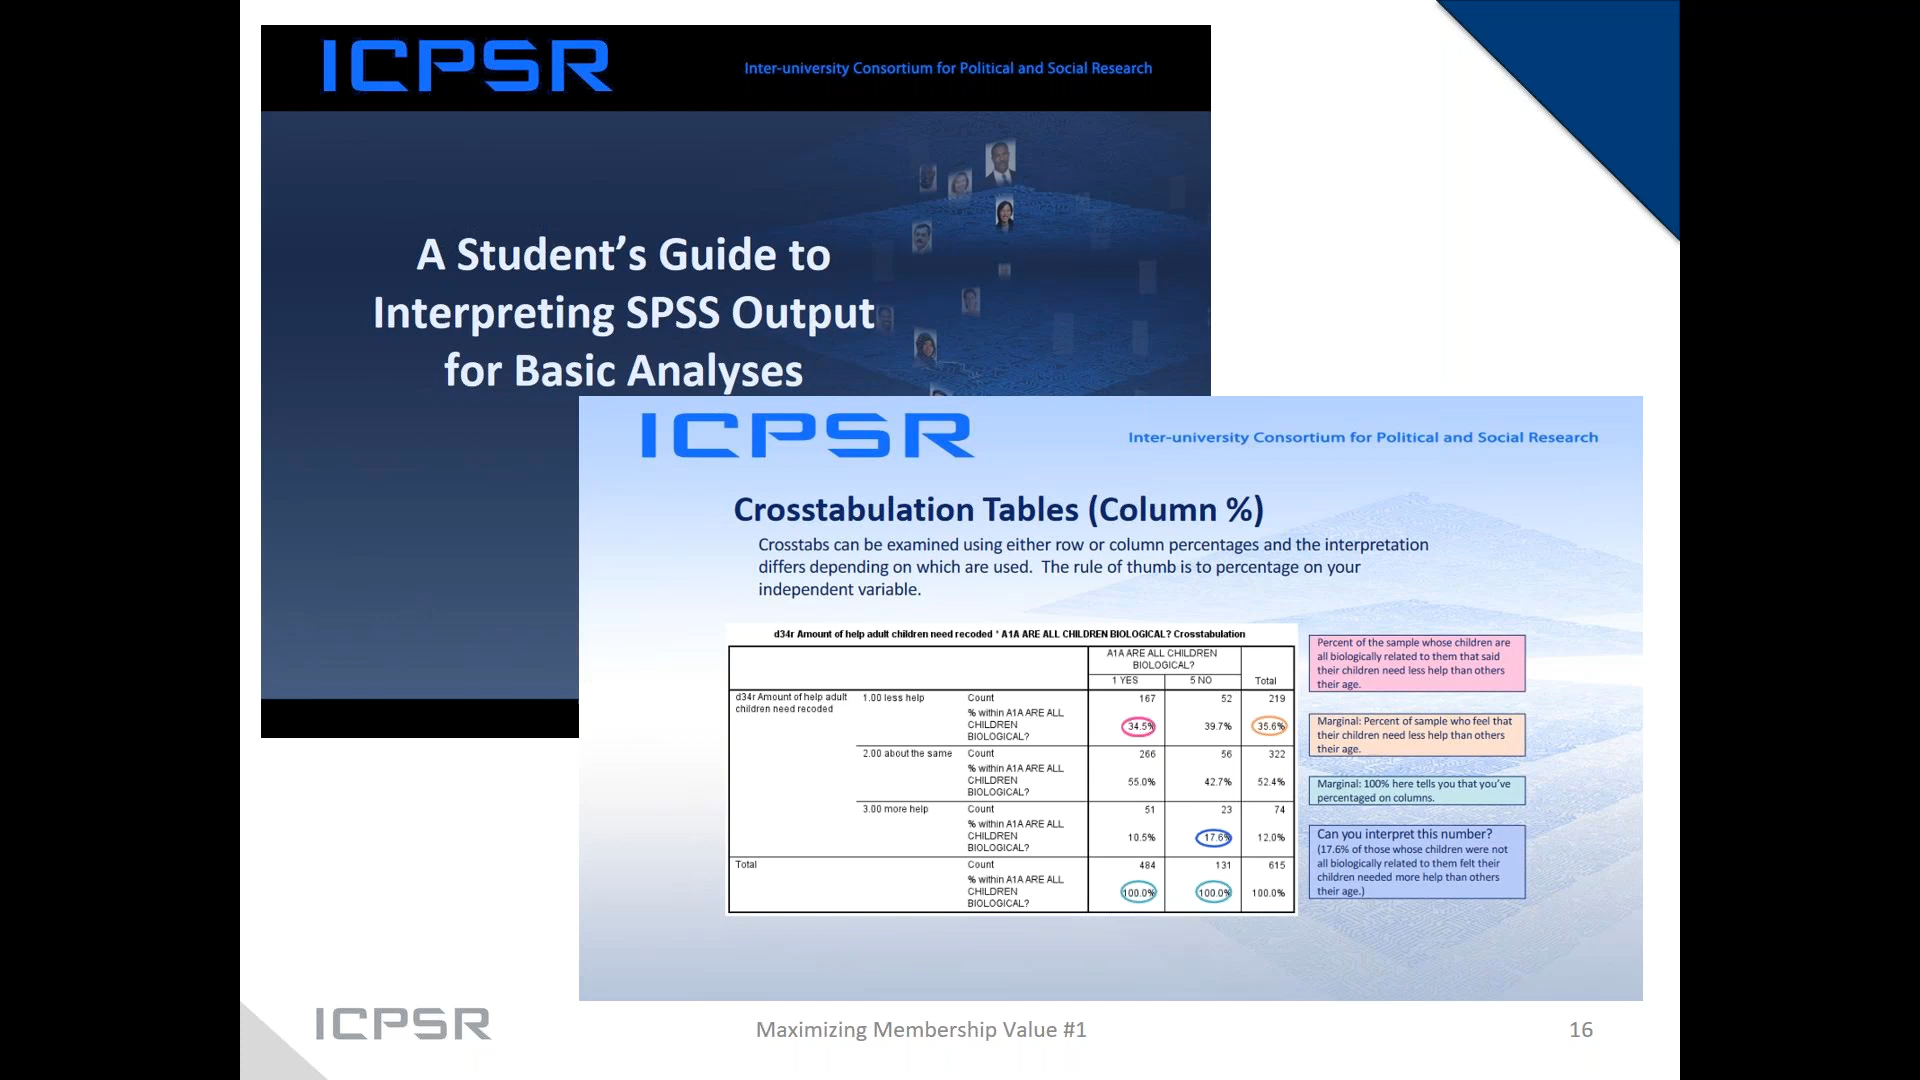 ICPSR
Inter-university Consortium for Political and Social Research
A Student's Guide to
Interpreting SPSS Output
for Basic Analyses
ICPSR
Inter-university Consortium for Political and Social Research
Crosstabulation Tables (Column %)
Crosstabs can be examined using either row or column percentages and the interpretation
differs depending on which are used.  The rule of thumb is to percentage on your
independent variable.
d34r Amount of help adult children need recoded * A1A ARE ALL CHILDREN BIOLOGICAL? Crosstabulation
A1A ARE ALL CHILDREN
BIOLOGICAL?
1 YES 5 NO Total
d34r Amount of help adult
children need recoded
1.00 less help Count 167 52 219
% within A1A ARE ALL
CHILDREN
BIOLOGICAL?
34.5% 39.7% 35.6%
2.00 about the same Count 266 56 322
% within A1A ARE ALL
CHILDREN
BIOLOGICAL?
55.0% 42.7% 52.4%
3.00 more help Count 51 23 74
% within A1A ARE ALL
CHILDREN
BIOLOGICAL?
10.5% 17.6% 12.0%
Total Count 484 131 615
% within A1A ARE ALL
CHILDREN
BIOLOGICAL?
100.0% 100.0% 100.0%
Percent of the sample whose children are
all biologically related to them that said
their children need less help than others
their age.
Marginal: Percent of sample who feel that
their children need less help than others
their age.
Marginal: 100% here tells you that you've
percentaged on columns.
Can you interpret this number?
(17.6% of those whose children were not
all biologically related to them felt their
children needed more help than others
their age.)
ICPSR
Maximizing Membership Value #1
16